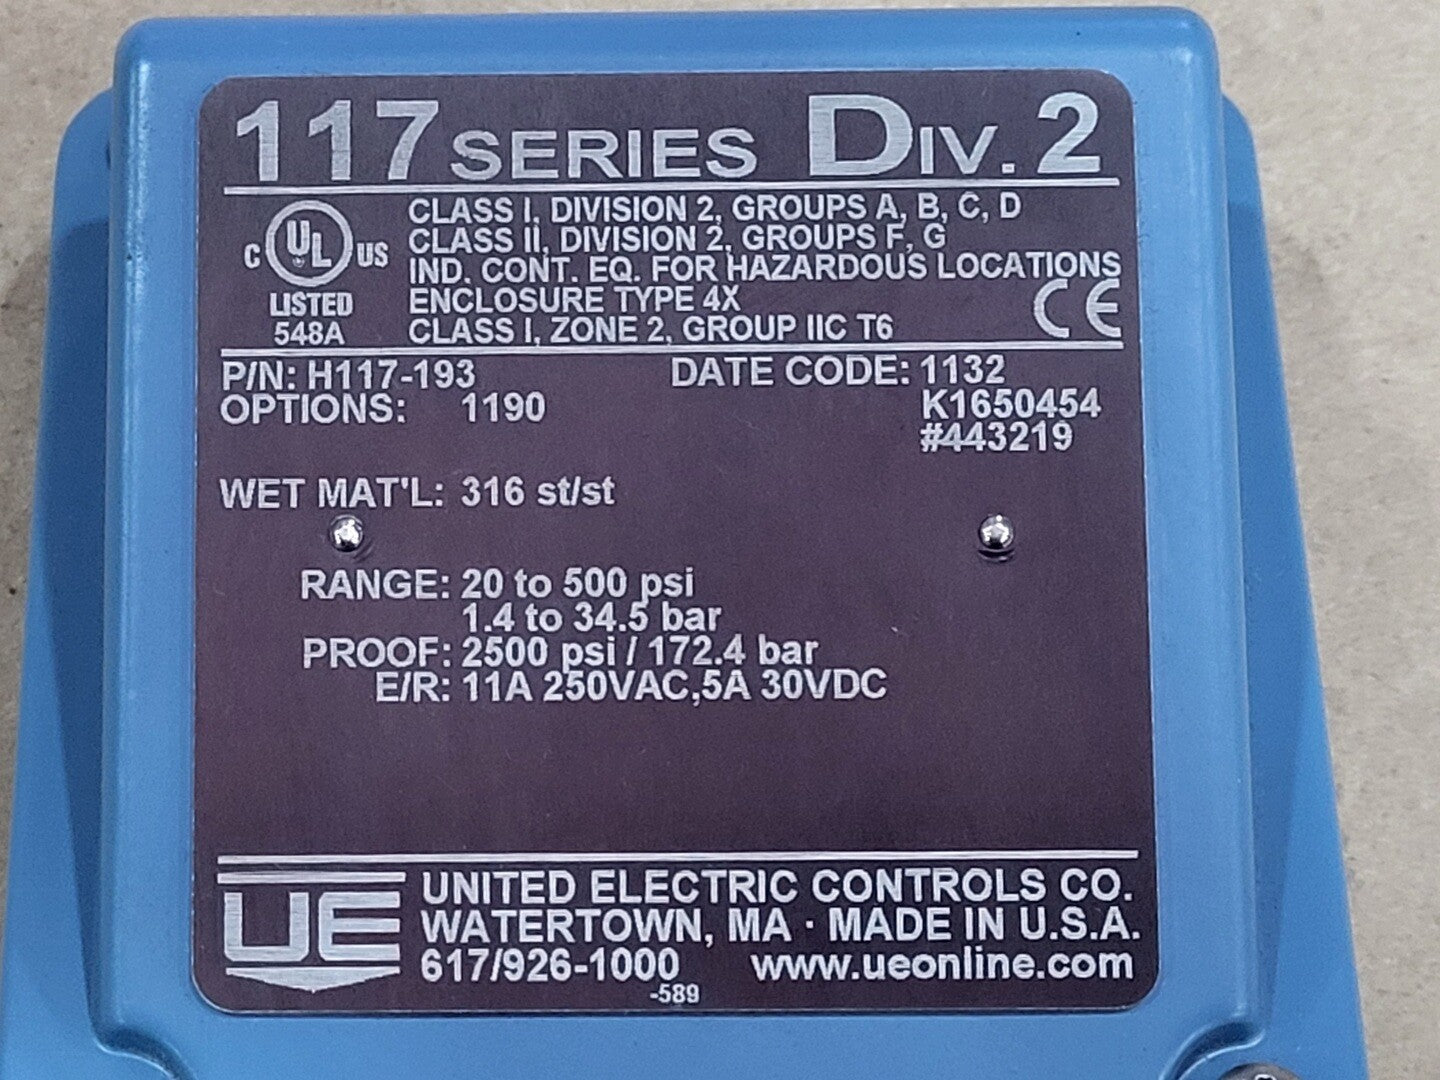 117 SERIES DIV. 2
CLASS I, DIVISION 2, GROUPS A, B, C, D
CLASS II, DIVISION 2, GROUPS F, G
IND. CONT. EQ. FOR HAZARDOUS LOCATIONS
ENCLOSURE TYPE 4X
CLASS I, ZONE 2, GROUP IIC T6
C UL US
LISTED
548A
CE
P/N: H117-193 DATE CODE: 1132
OPTIONS: 1190 K1650454
#443219
WET MAT'L: 316 st/st
RANGE: 20 to 500 psi
1.4 to 34.5 bar
PROOF: 2500 psi / 172.4 bar
E/R: 11A 250VAC,5A 30VDC
UE
UNITED ELECTRIC CONTROLS CO.
WATERTOWN, MA · MADE IN U.S.A.
617/926-1000 www.ueonline.com
-589